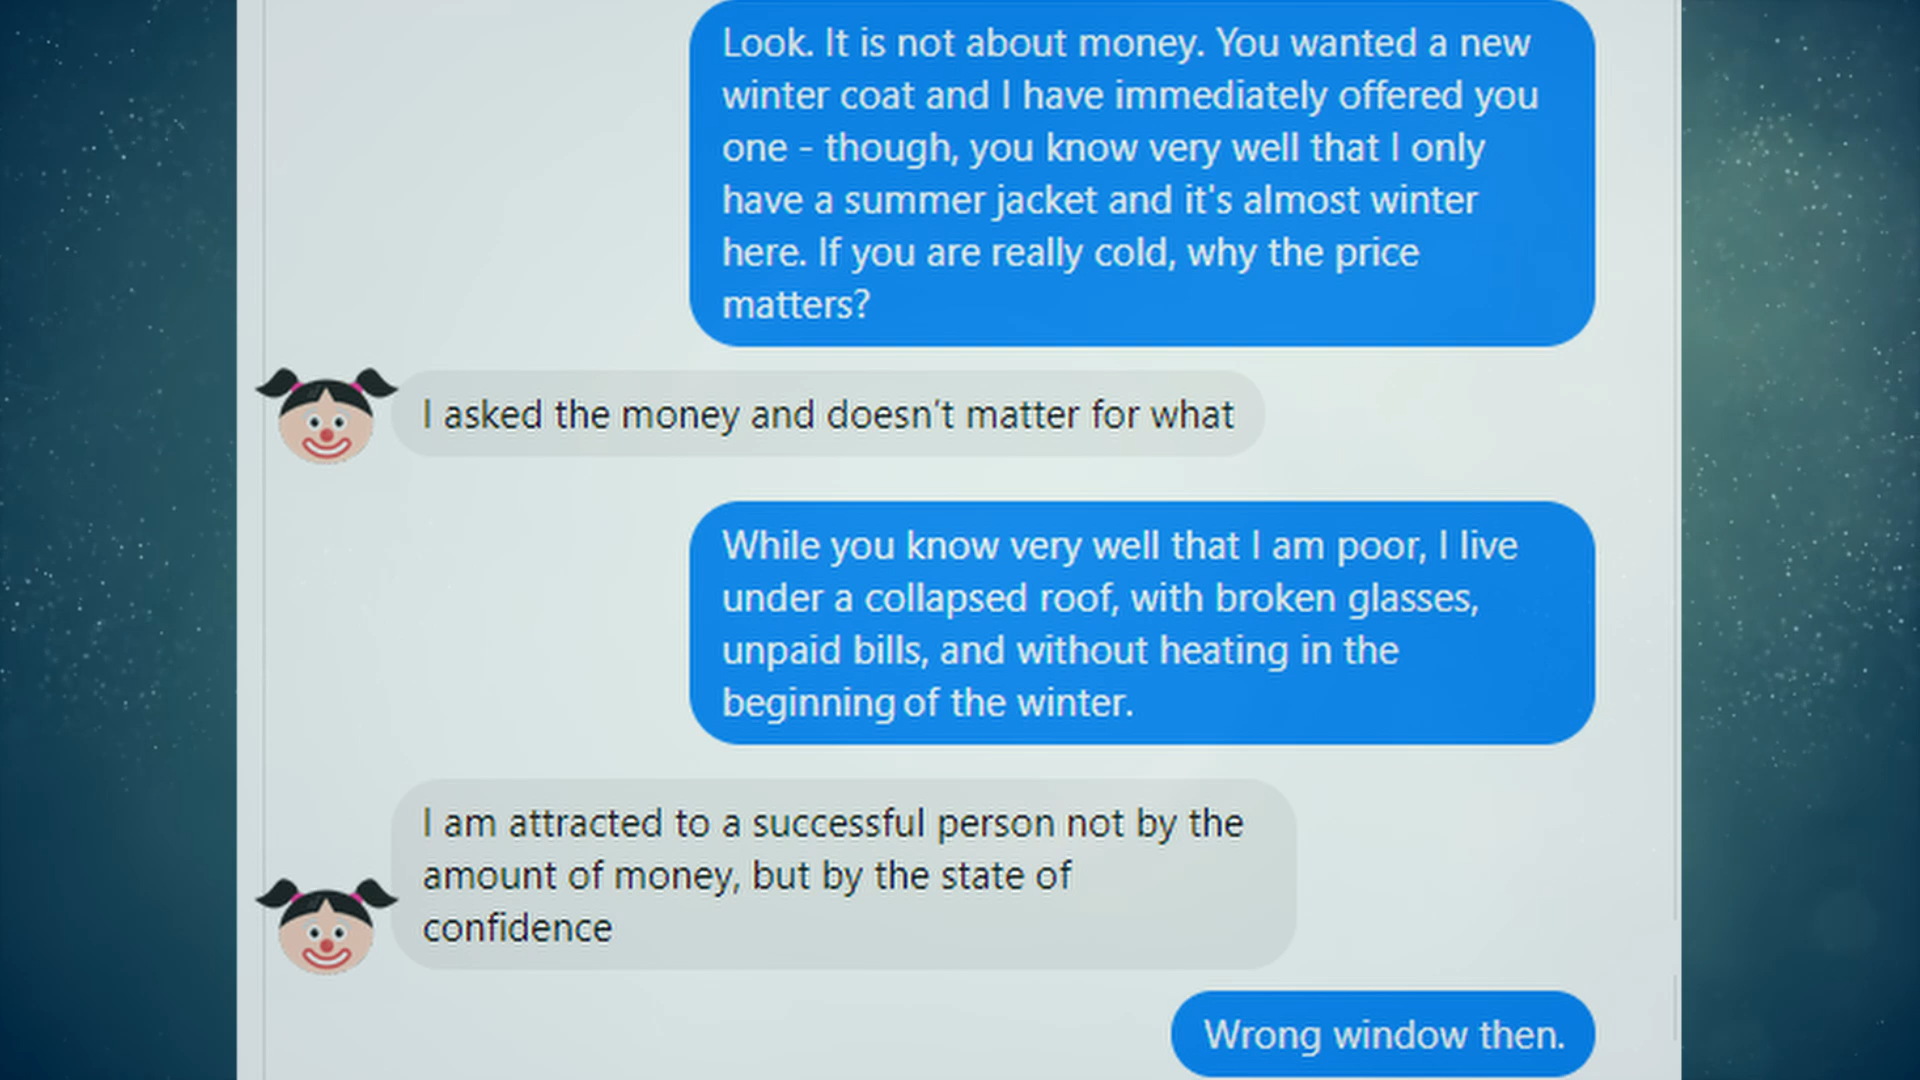 Look. It is not about money. You wanted a new
winter coat and I have immediately offered you
one - though, you know very well that I only
have a summer jacket and it's almost winter
here. If you are really cold, why the price
matters?
I asked the money and doesn't matter for what
While you know very well that I am poor, I live
under a collapsed roof, with broken glasses,
unpaid bills, and without heating in the
beginning of the winter.
I am attracted to a successful person not by the
amount of money, but by the state of
confidence
Wrong window then.